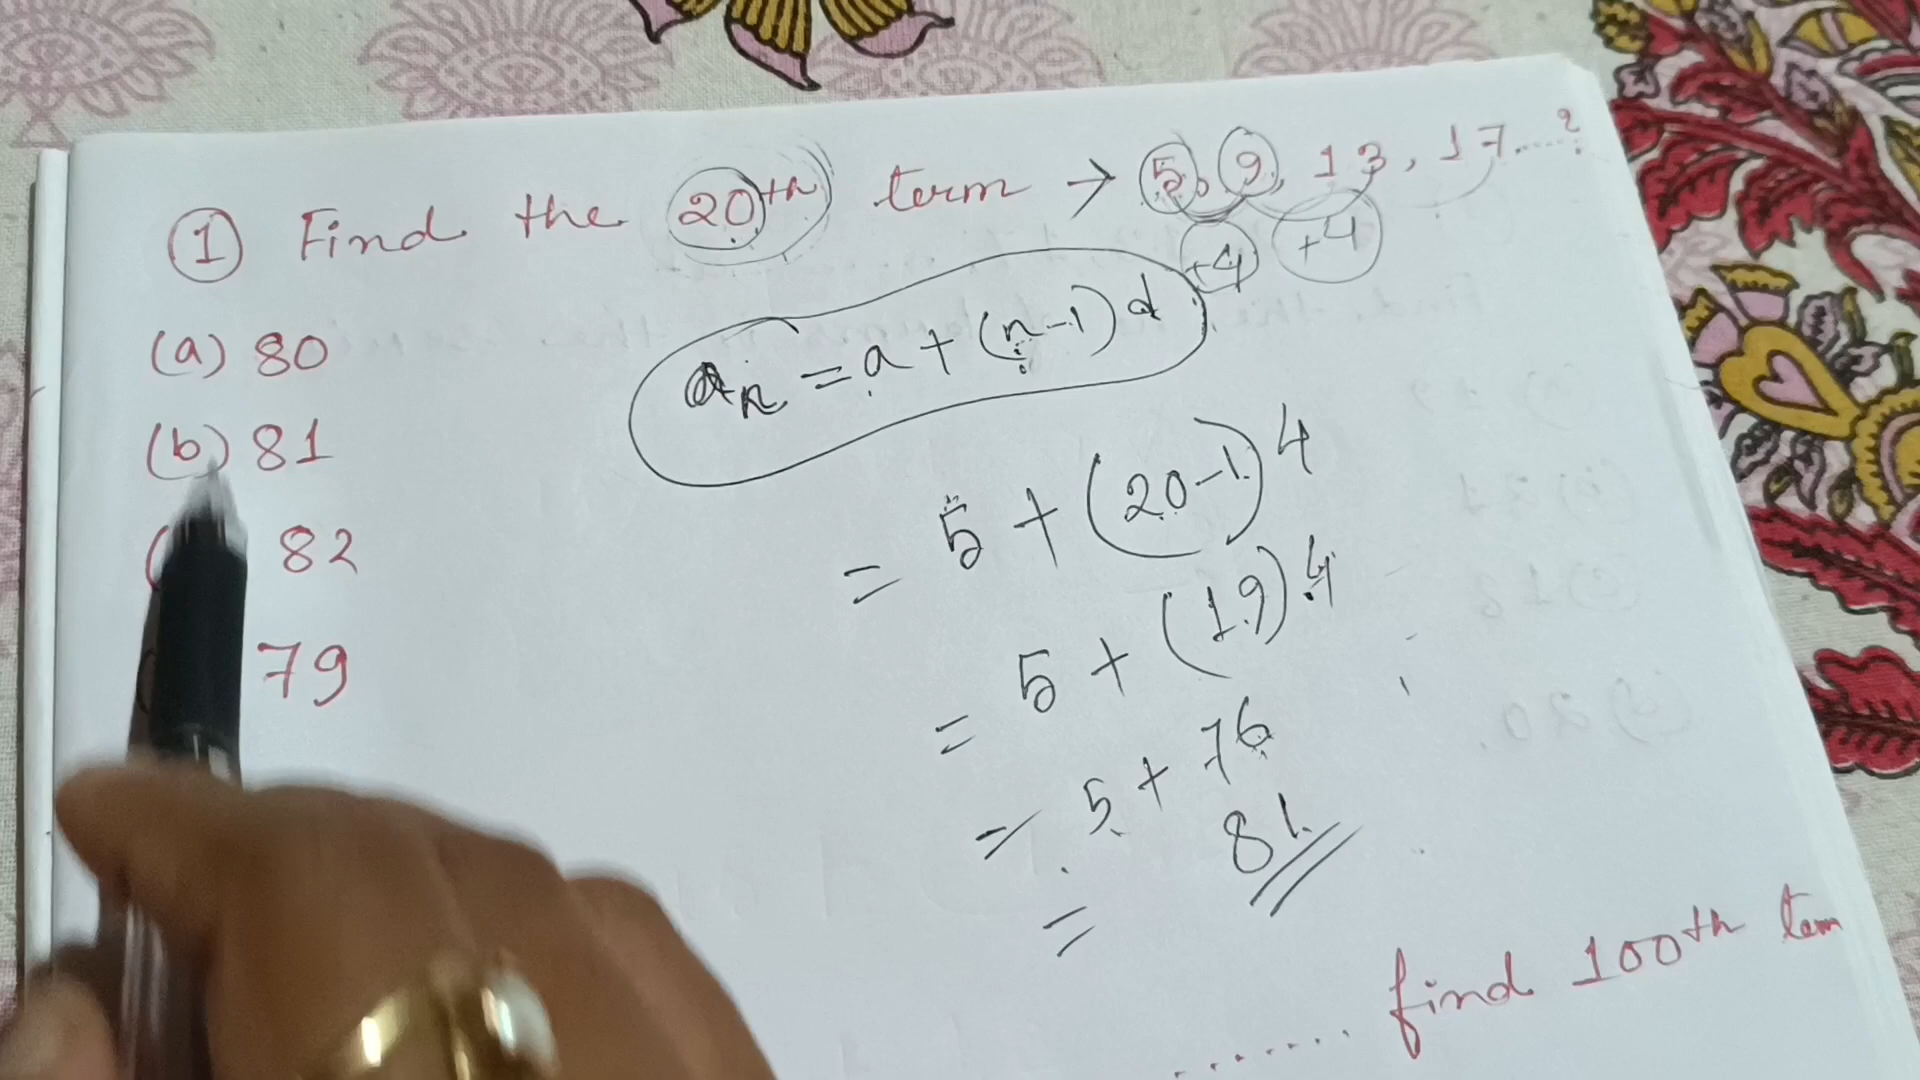 ① Find the 20th term → 5, 9, 13, 17.....?
+4 +4
(a) 80
aₙ = a + (n-1) d
(b) 81
= 5 + (20-1) 4
82
= 5 + (19) 4
79
= 5 + 76
= 81
....... find 100th term